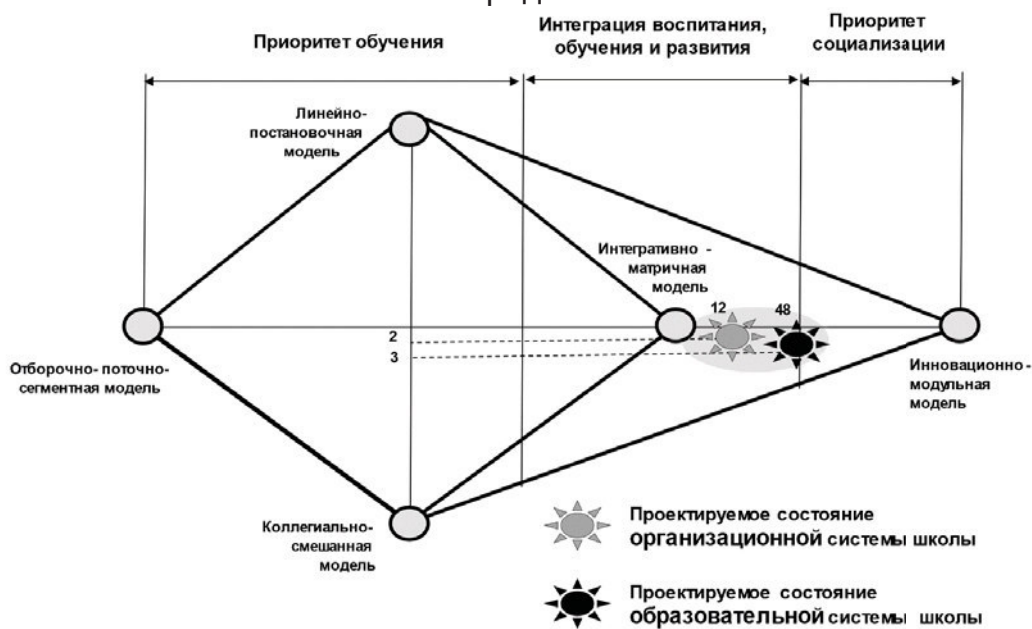 Приоритет обучения
Интеграция воспитания,
обучения и развития
Приоритет
социализации
Линейно-
постановочная
модель
Интегративно -
матричная
модель
12
48
2
3
Отборочно- поточно-
сегментная модель
Инновационно-
модульная
модель
Коллегиально-
смешанная
модель
Проектируемое состояние
организационной системы школы
Проектируемое состояние
образовательной системы школы